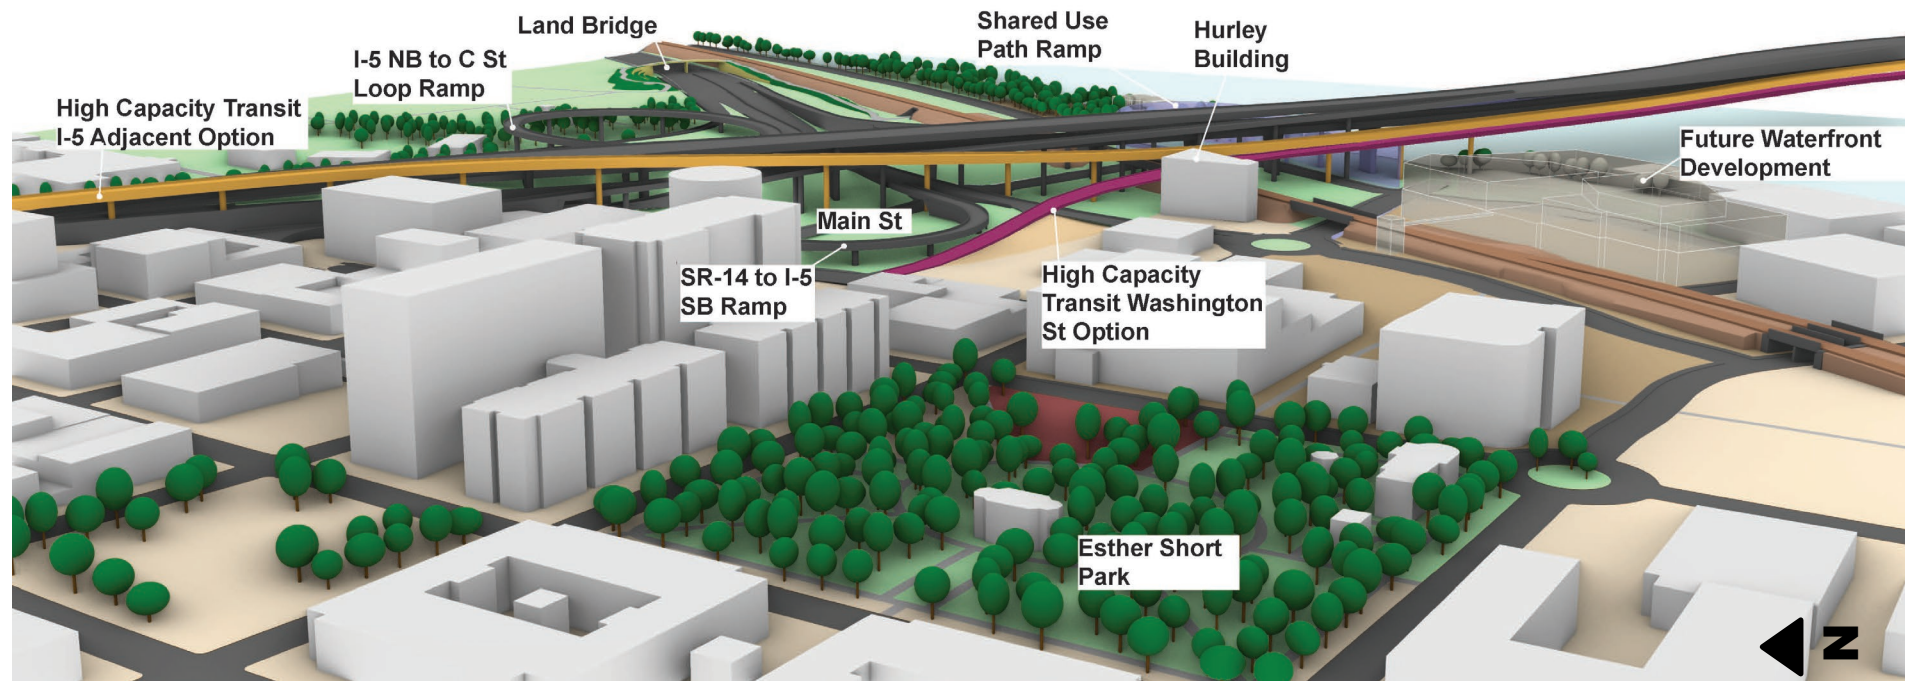 Land Bridge
Shared Use
Path Ramp
Hurley
Building
I-5 NB to C St
Loop Ramp
High Capacity Transit
I-5 Adjacent Option
Future Waterfront
Development
Main St
SR-14 to I-5
SB Ramp
High Capacity
Transit Washington
St Option
Esther Short
Park
N